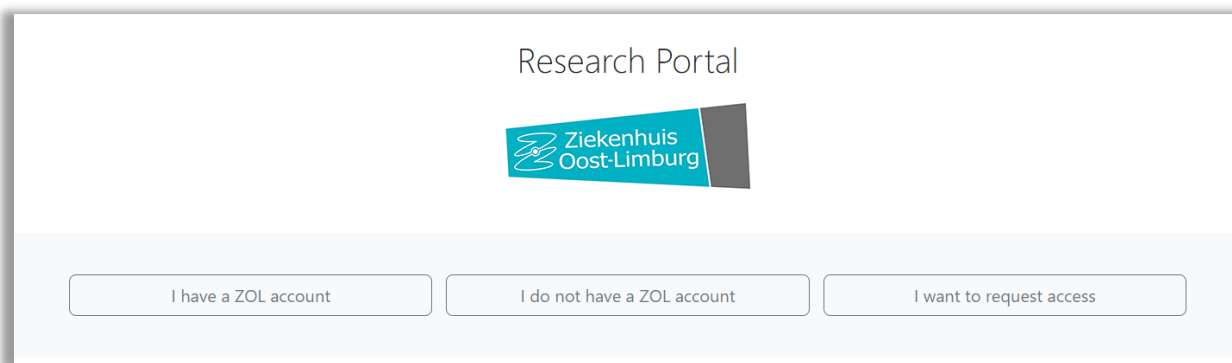 Research Portal
Ziekenhuis
Oost-Limburg
I have a ZOL account
I do not have a ZOL account
I want to request access